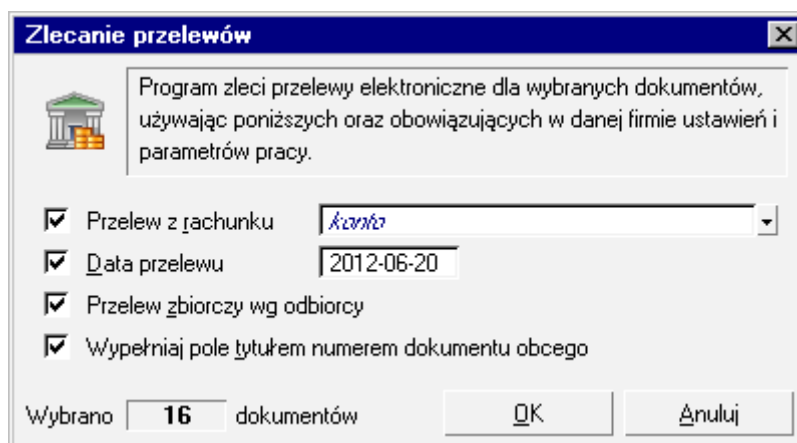 Zlecanie przelewów
Program zleci przelewy elektroniczne dla wybranych dokumentów,
używając poniższych oraz obowiązujących w danej firmie ustawień i
parametrów pracy.
Przelew z rachunku konto
Data przelewu 2012-06-20
Przelew zbiorczy wg odbiorcy
Wypełniaj pole tytułem numerem dokumentu obcego
Wybrano 16 dokumentów OK Anuluj